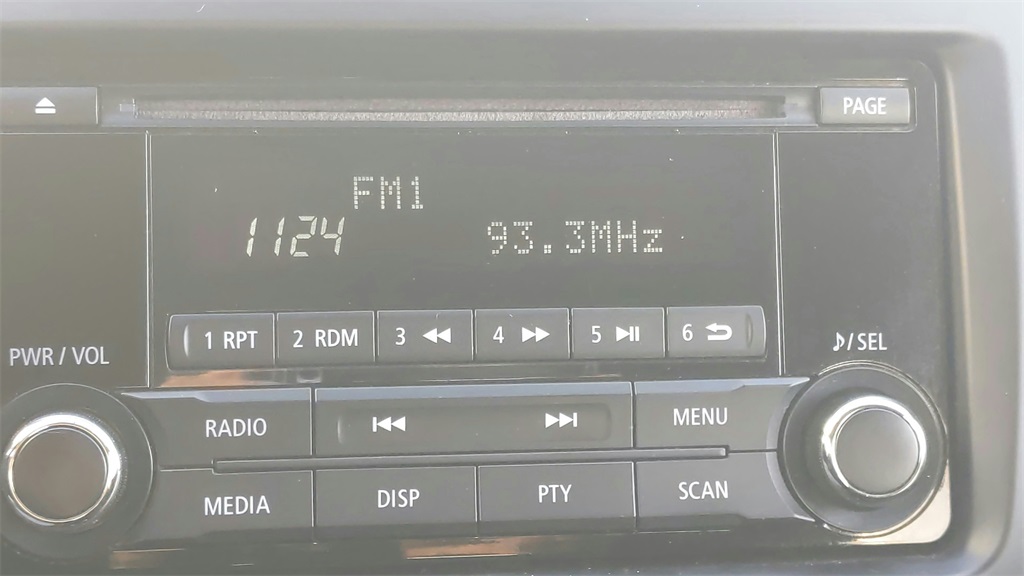 PAGE
FM1
1124 93.3MHz
1 RPT 2 RDM 3 4 5 6
PWR / VOL
♪/SEL
RADIO MENU
MEDIA DISP PTY SCAN